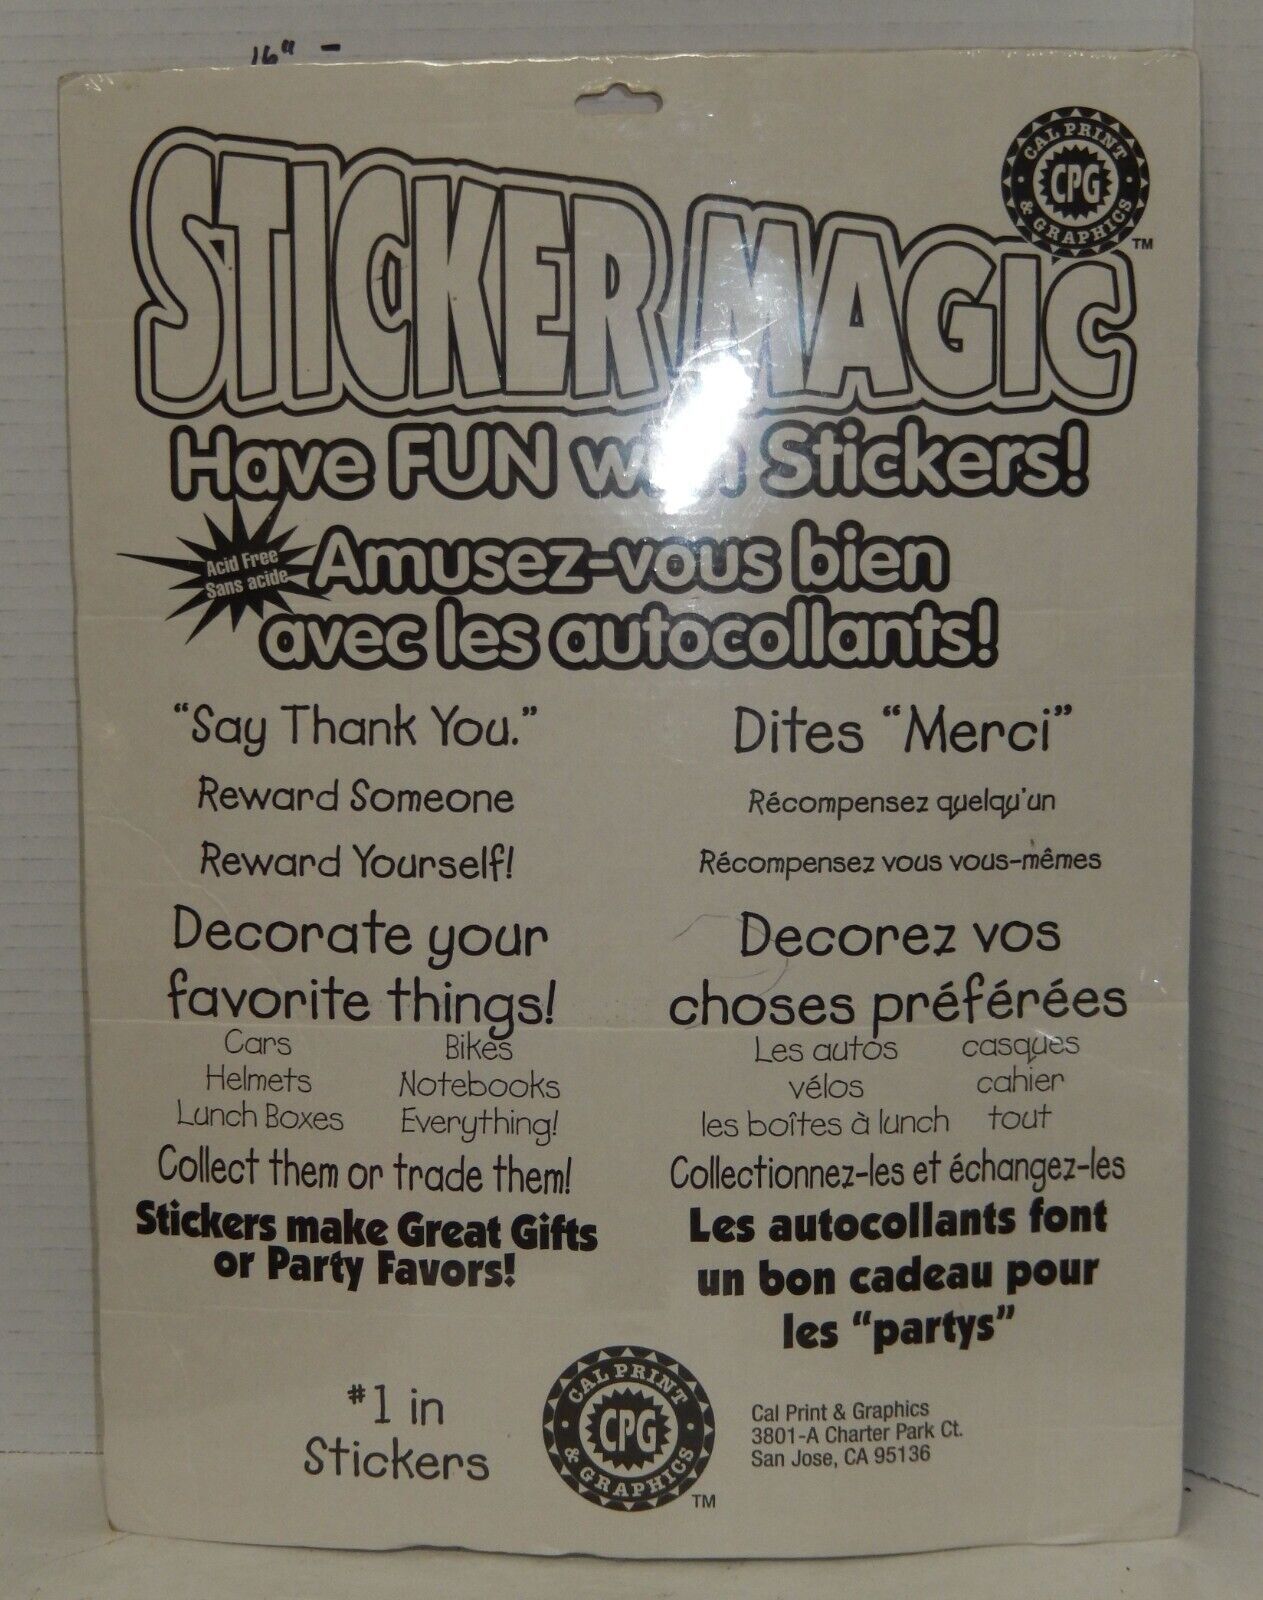 16" -
CAL PRINT
CPG
& GRAPHICS
TM
STICKER MAGIC
Have FUN with Stickers!
Acid Free
Sans acide
Amusez-vous bien
avec les autocollants!
"Say Thank You."
Reward Someone
Reward Yourself!
Decorate your
favorite things!
Cars Bikes
Helmets Notebooks
Lunch Boxes Everything!
Collect them or trade them!
Stickers make Great Gifts
or Party Favors!
Dites "Merci"
Récompensez quelqu'un
Récompensez vous vous-mêmes
Decorez vos
choses préférées
Les autos casques
vélos cahier
les boîtes à lunch tout
Collectionnez-les et échangez-les
Les autocollants font
un bon cadeau pour
les "partys"
#1 in
Stickers
CAL PRINT
CPG
& GRAPHICS
TM
Cal Print & Graphics
3801-A Charter Park Ct.
San Jose, CA 95136